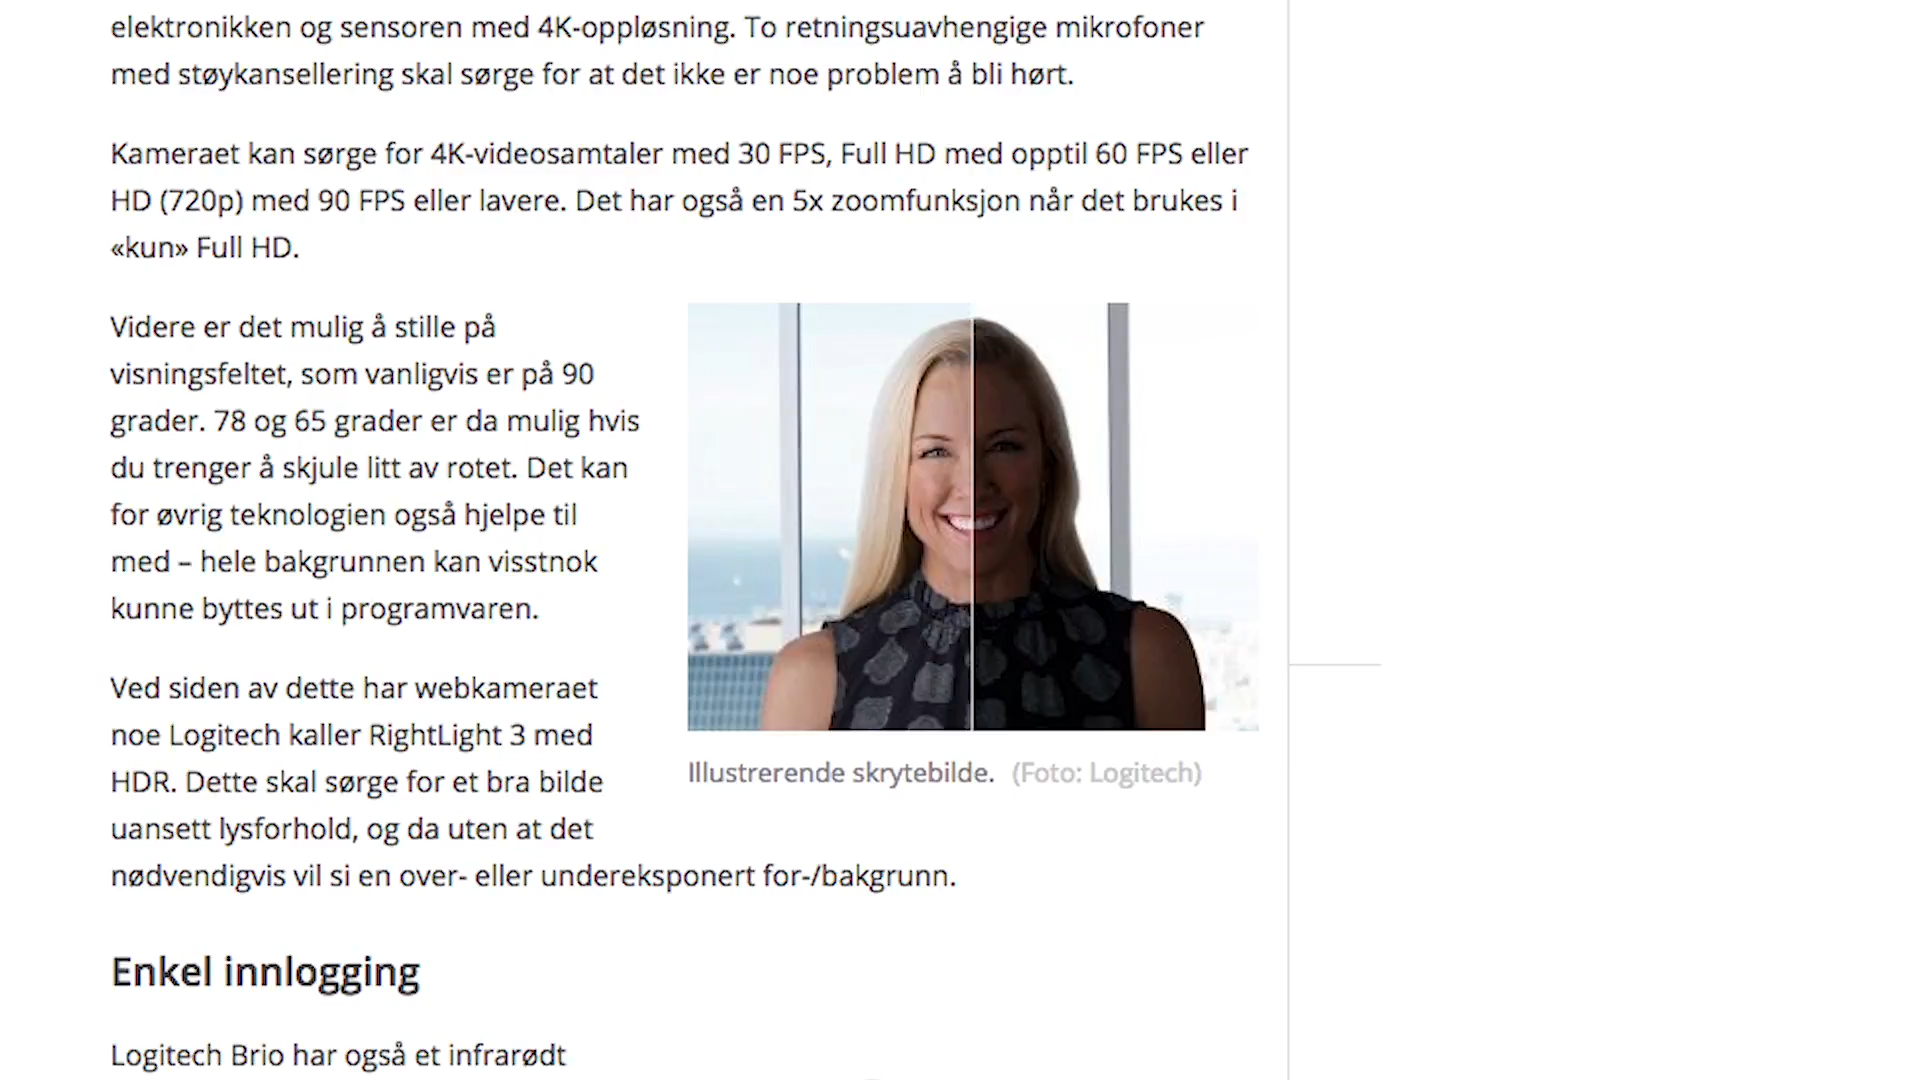 elektronikken og sensoren med 4K-oppløsning. To retningsuavhengige mikrofoner
med støykansellering skal sørge for at det ikke er noe problem å bli hørt.
Kameraet kan sørge for 4K-videosamtaler med 30 FPS, Full HD med opptil 60 FPS eller
HD (720p) med 90 FPS eller lavere. Det har også en 5x zoomfunksjon når det brukes i
«kun» Full HD.
Videre er det mulig å stille på
visningsfeltet, som vanligvis er på 90
grader. 78 og 65 grader er da mulig hvis
du trenger å skjule litt av rotet. Det kan
for øvrig teknologien også hjelpe til
med – hele bakgrunnen kan visstnok
kunne byttes ut i programvaren.
Ved siden av dette har webkameraet
noe Logitech kaller RightLight 3 med
HDR. Dette skal sørge for et bra bilde
uansett lysforhold, og da uten at det
nødvendigvis vil si en over- eller undereksponert for-/bakgrunn.
Illustrerende skrytebilde. (Foto: Logitech)
Enkel innlogging
Logitech Brio har også et infrarødt